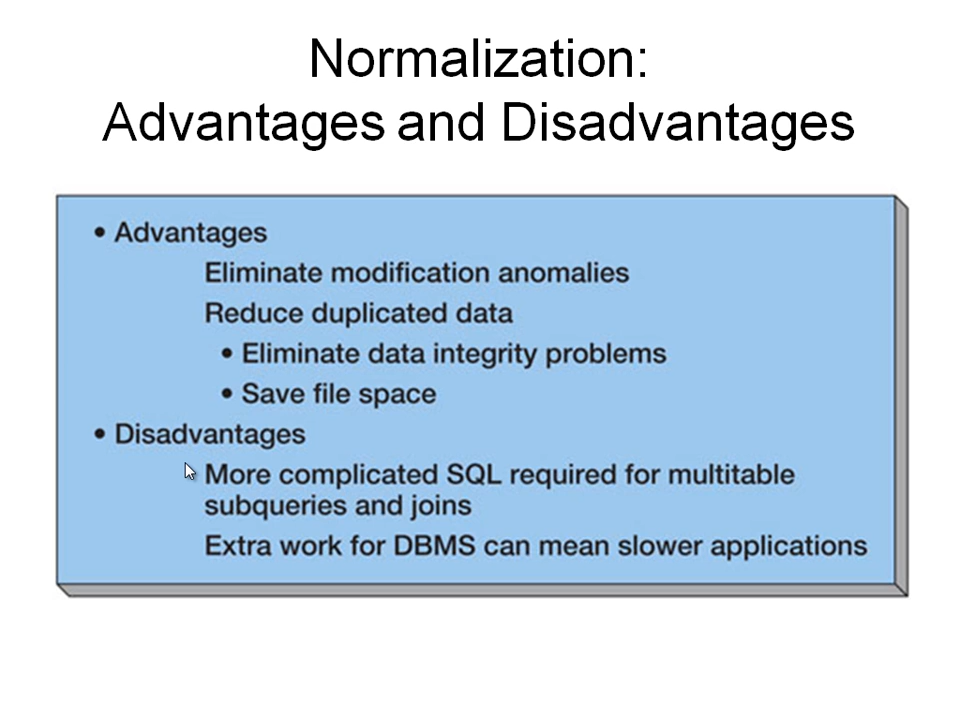 Normalization:
Advantages and Disadvantages
• Advantages
Eliminate modification anomalies
Reduce duplicated data
• Eliminate data integrity problems
• Save file space
• Disadvantages
More complicated SQL required for multitable
subqueries and joins
Extra work for DBMS can mean slower applications